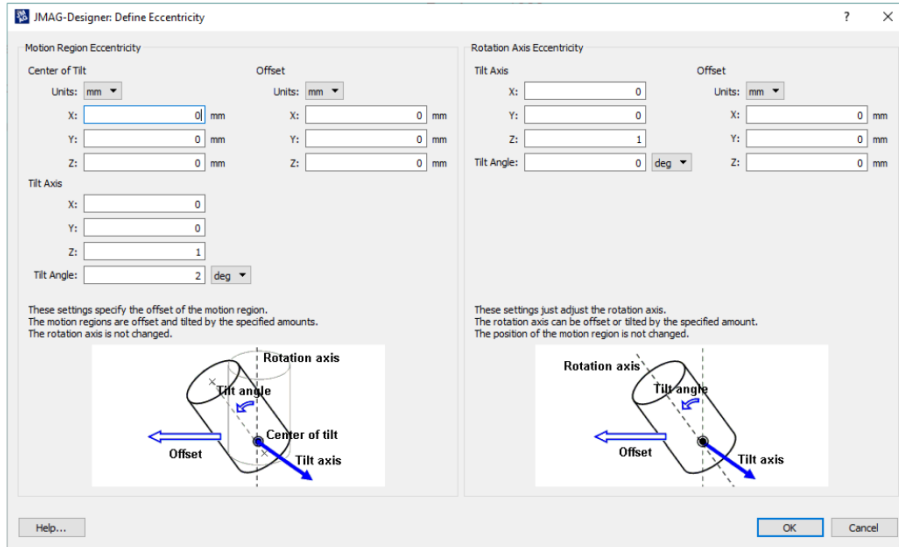 JMAG-Designer: Define Eccentricity
? ×
Motion Region Eccentricity
Center of Tilt
Units: mm
X: 0 mm
Y: 0 mm
Z: 0 mm
Offset
Units: mm
X: 0 mm
Y: 0 mm
Z: 0 mm
Tilt Axis
X: 0
Y: 0
Z: 1
Tilt Angle: 2 deg
These settings specify the offset of the motion region.
The motion regions are offset and tilted by the specified amounts.
The rotation axis is not changed.
Rotation axis
Tilt angle
Center of tilt
Offset
Tilt axis
Rotation Axis Eccentricity
Tilt Axis
X: 0
Y: 0
Z: 1
Tilt Angle: 0 deg
Offset
Units: mm
X: 0 mm
Y: 0 mm
Z: 0 mm
These settings just adjust the rotation axis.
The rotation axis can be offset or tilted by the specified amount.
The position of the motion region is not changed.
Rotation axis
Tilt angle
Offset
Tilt axis
Help...
OK
Cancel